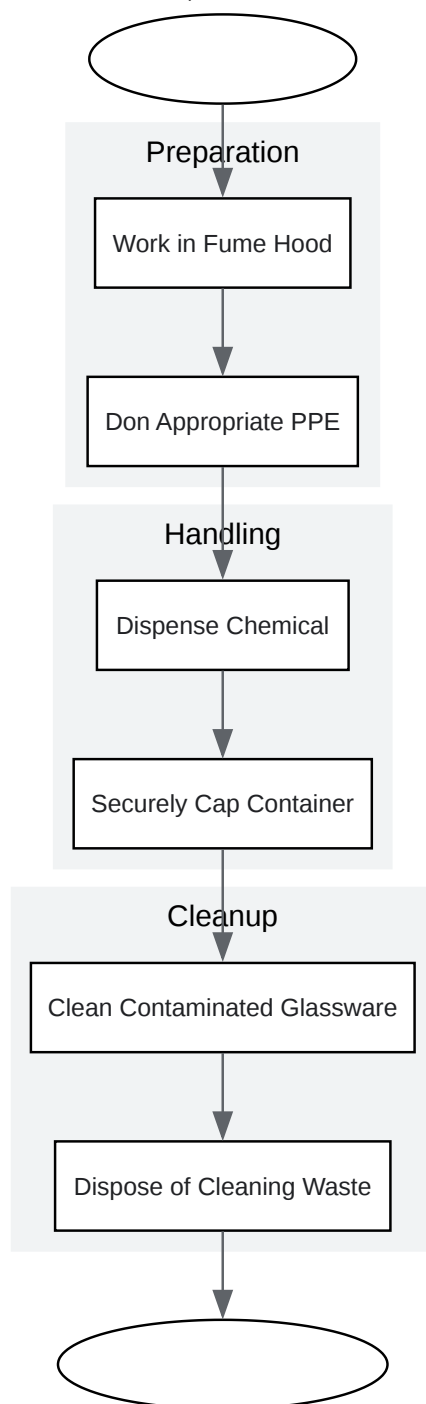 Preparation
Work in Fume Hood
Don Appropriate PPE
Handling
Dispense Chemical
Securely Cap Container
Cleanup
Clean Contaminated Glassware
Dispose of Cleaning Waste